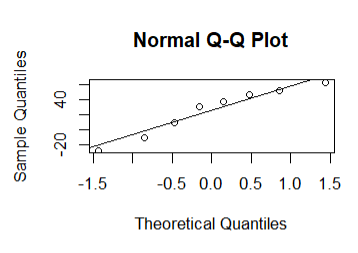 Normal Q-Q Plot
Sample Quantiles
40
-20
-1.5 -0.5 0.0 0.5 1.0 1.5
Theoretical Quantiles